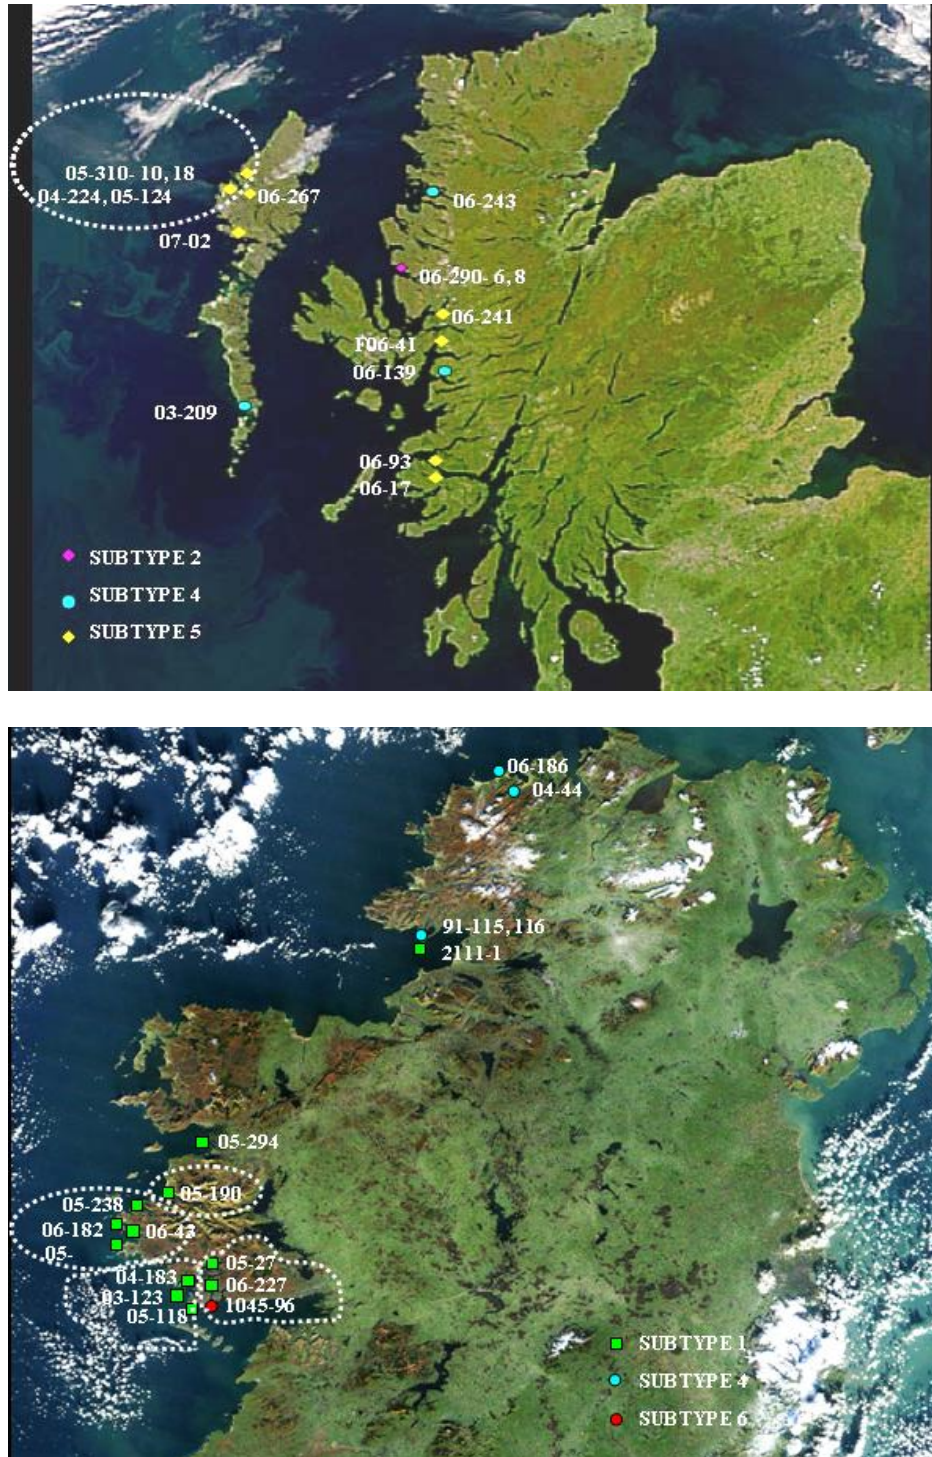 05-310- 10, 18
04-224, 05-124
06-267
06-243
07-02
06-290- 6, 8
06-241
F06-41
06-139
03-209
06-93
06-17
SUBTYPE 2
SUBTYPE 4
SUBTYPE 5
06-186
04-44
91-115, 116
2111-1
05-294
05-190
05-238
06-182
06-43
05-
05-27
04-183
06-227
03-123
1045-96
05-118
SUBTYPE 1
SUBTYPE 4
SUBTYPE 6